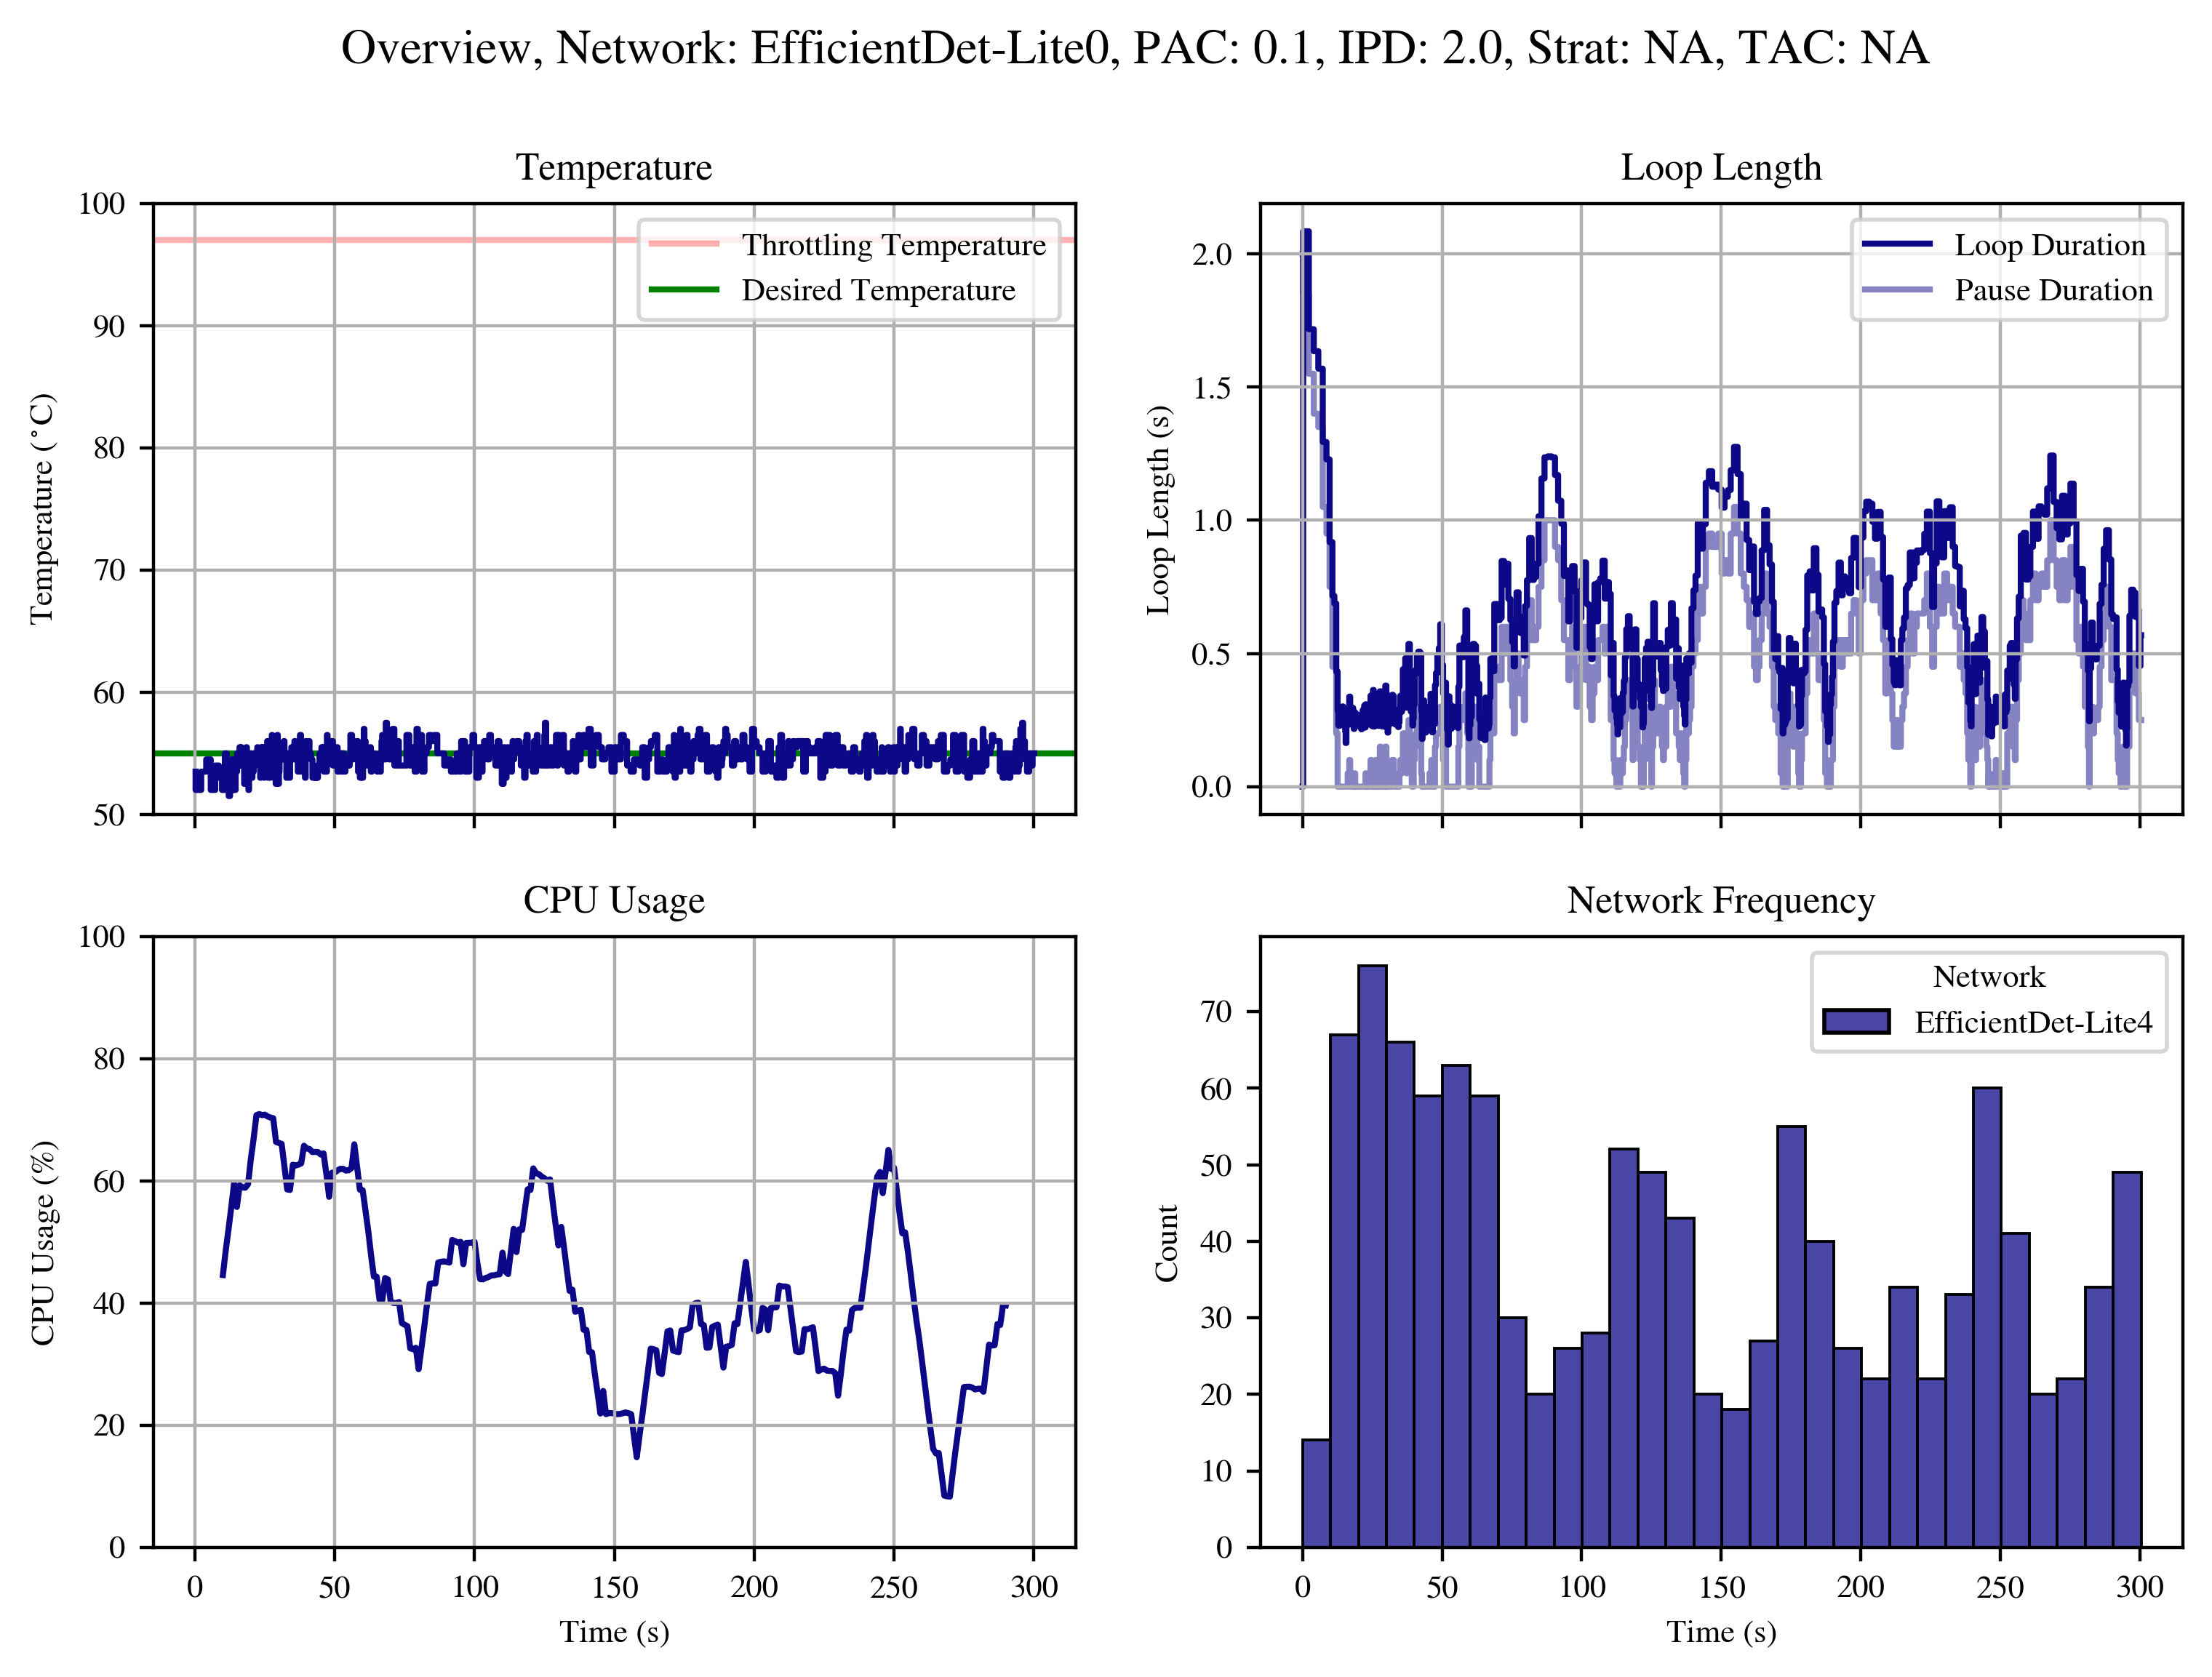 Overview, Network: EfficientDet-Lite0, PAC: 0.1, IPD: 2.0, Strat: NA, TAC: NA
Temperature
100
90
80
70
60
50
Temperature (°C)
Throttling Temperature
Desired Temperature
Loop Length
2.0
1.5
1.0
0.5
0.0
Loop Length (s)
Loop Duration
Pause Duration
CPU Usage
100
80
60
40
20
0
CPU Usage (%)
0 50 100 150 200 250 300
Time (s)
Network Frequency
70
60
50
40
30
20
10
0
Count
Network
EfficientDet-Lite4
0 50 100 150 200 250 300
Time (s)